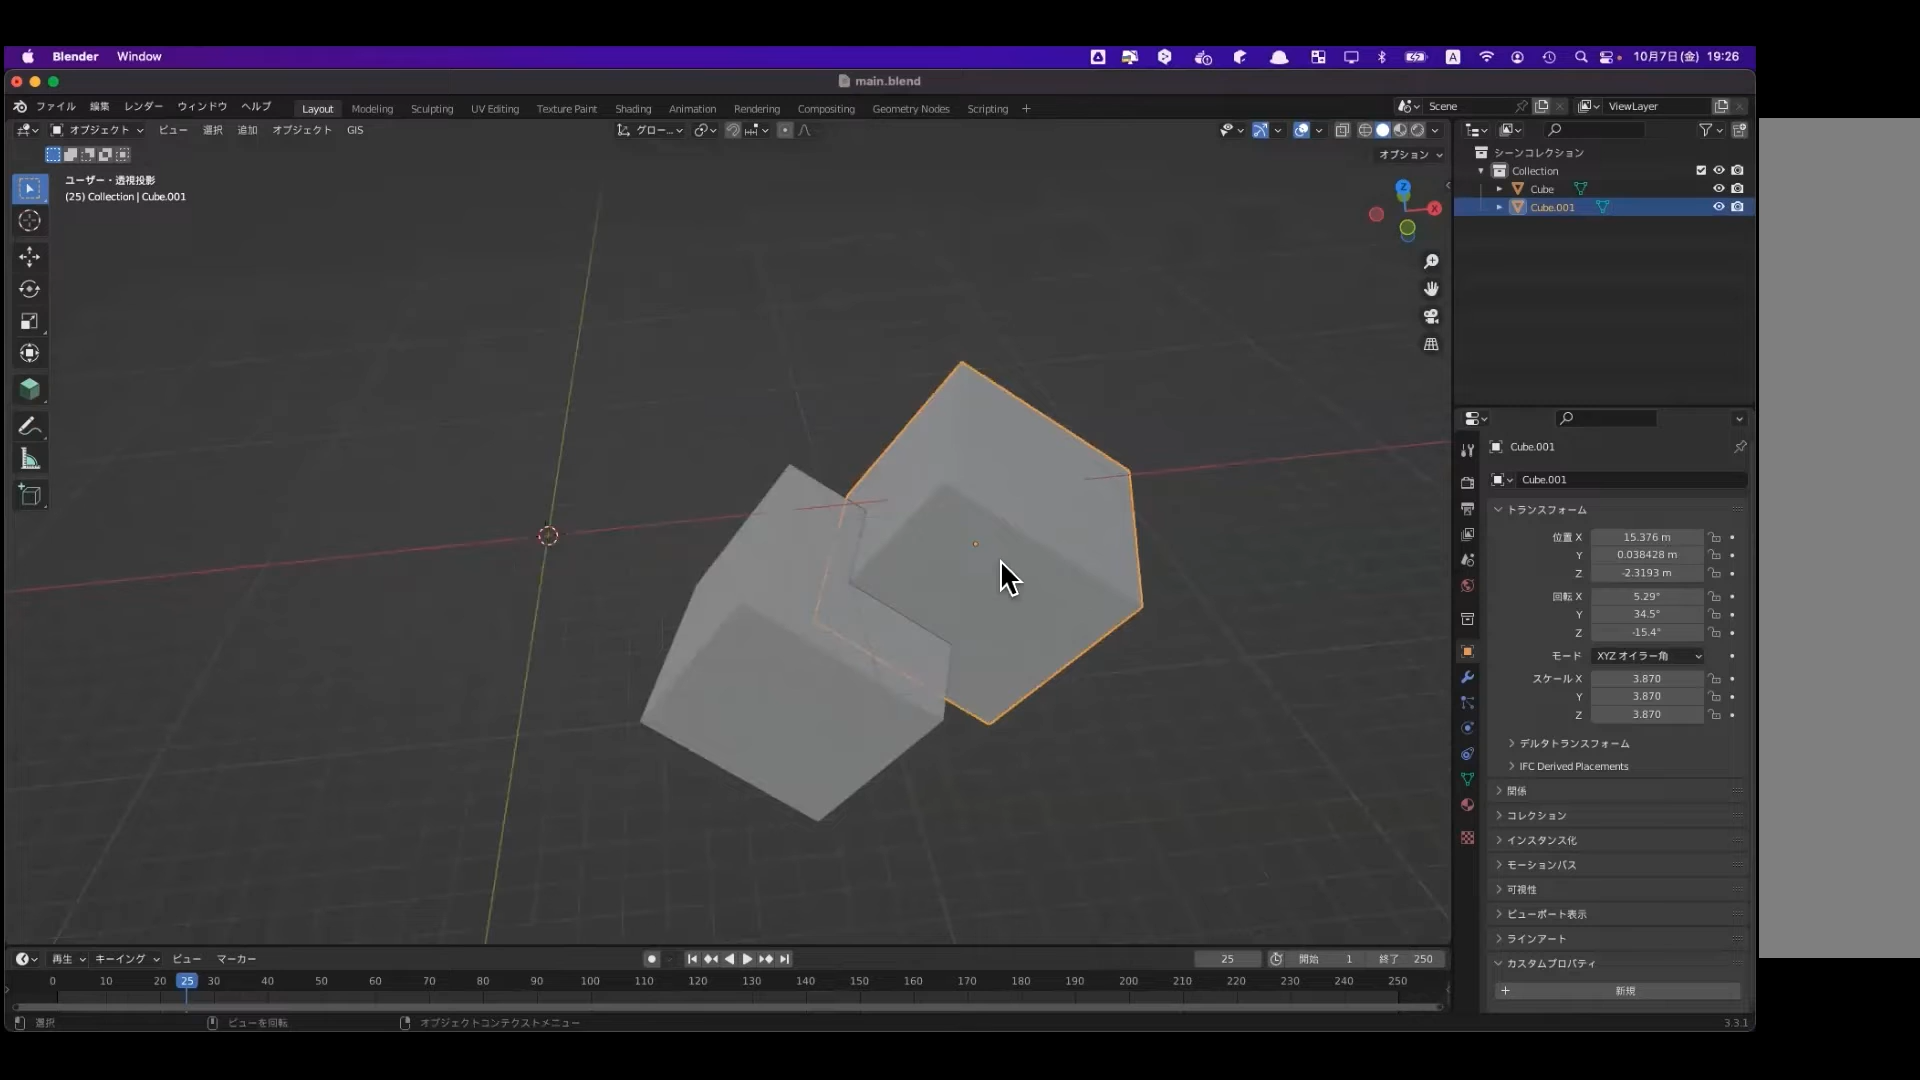 Blender Window
A 10月7日(金) 19:26
main.blend
ファイル 編集 レンダー ウィンドウ ヘルプ
Layout Modeling Sculpting UV Editing Texture Paint Shading Animation Rendering Compositing Geometry Nodes Scripting +
Scene
ViewLayer
オブジェクト ビュー 選択 追加 オブジェクト GIS
グロー...
オプション
ユーザー・透視投影
(25) Collection | Cube.001
Z
X
シーンコレクション
Collection
Cube
Cube.001
Cube.001
Cube.001
トランスフォーム
位置 X 15.376 m
Y 0.038428 m
Z -2.3193 m
回転 X 5.29°
Y 34.5°
Z -15.4°
モード XYZ オイラー角
スケール X 3.870
Y 3.870
Z 3.870
デルタトランスフォーム
IFC Derived Placements
関係
コレクション
インスタンス化
モーションパス
可視性
ビューポート表示
ラインアート
カスタムプロパティ
+ 新規
再生 キーイング ビュー マーカー
25 開始 1 終了 250
0 10 20 25 30 40 50 60 70 80 90 100 110 120 130 140 150 160 170 180 190 200 210 220 230 240 250
選択 ビューを回転 オブジェクトコンテクストメニュー
3.3.1